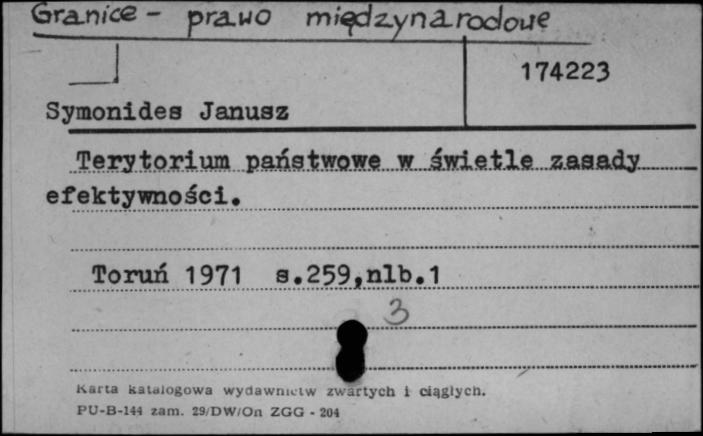 Granice - prawo międzynarodowe
174223
Symonides Janusz
Terytorium państwowe w świetle zasady
efektywności.
Toruń 1971 s.259,nlb.1
3
Karta katalogowa wydawnictw zwartych i ciągłych.
PU-B-144 zam. 29/DW/On ZGG - 204